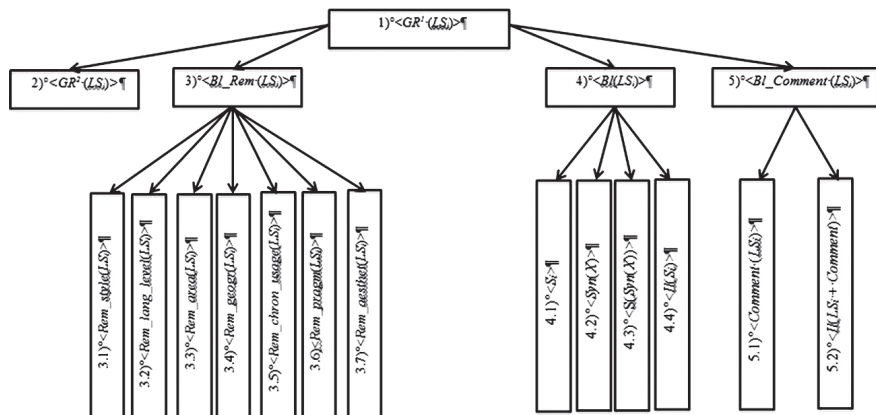 1)°<GR¹·(LSᵢ)>¶
2)°<GR²·(LSᵢ)>¶
3)°<Bl_Rem·(LSᵢ)>¶
4)°<Bl(LSᵢ)>¶
5)°<Bl_Comment·(LSᵢ)>¶
3.1)°<Rem_style(LSᵢ)>¶
3.2)°<Rem_lang_level(LSᵢ)>¶
3.3)°<Rem_area(LSᵢ)>¶
3.4)°<Rem_geogr(LSᵢ)>¶
3.5)°<Rem_chron_usage(LSᵢ)>¶
3.6)≤Rem_pragm(LSᵢ)>¶
3.7)°<Rem_aesthet(LSᵢ)>¶
4.1)°<Sᵢ>¶
4.2)°<Syn(X)>¶
4.3)°<S(Syn(X))>¶
4.4)°<Il(Sᵢ)>¶
5.1)°<Comment·(LSᵢ)>¶
5.2)°<Il(LSᵢ·+·Comment)>¶